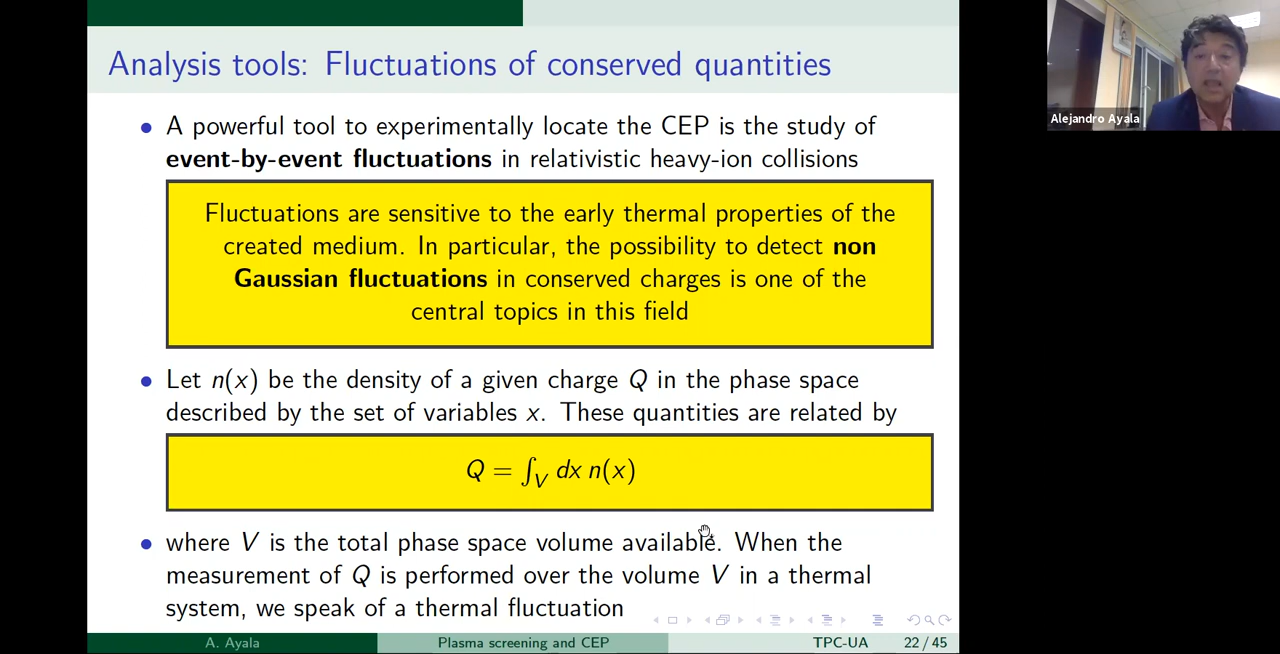 Analysis tools: Fluctuations of conserved quantities
Alejandro Ayala
• A powerful tool to experimentally locate the CEP is the study of
event-by-event fluctuations in relativistic heavy-ion collisions
Fluctuations are sensitive to the early thermal properties of the
created medium. In particular, the possibility to detect non
Gaussian fluctuations in conserved charges is one of the
central topics in this field
• Let n(x) be the density of a given charge Q in the phase space
described by the set of variables x. These quantities are related by
Q = ∫_V dx n(x)
• where V is the total phase space volume available. When the
measurement of Q is performed over the volume V in a thermal
system, we speak of a thermal fluctuation
A. Ayala Plasma screening and CEP TPC-UA 22 / 45